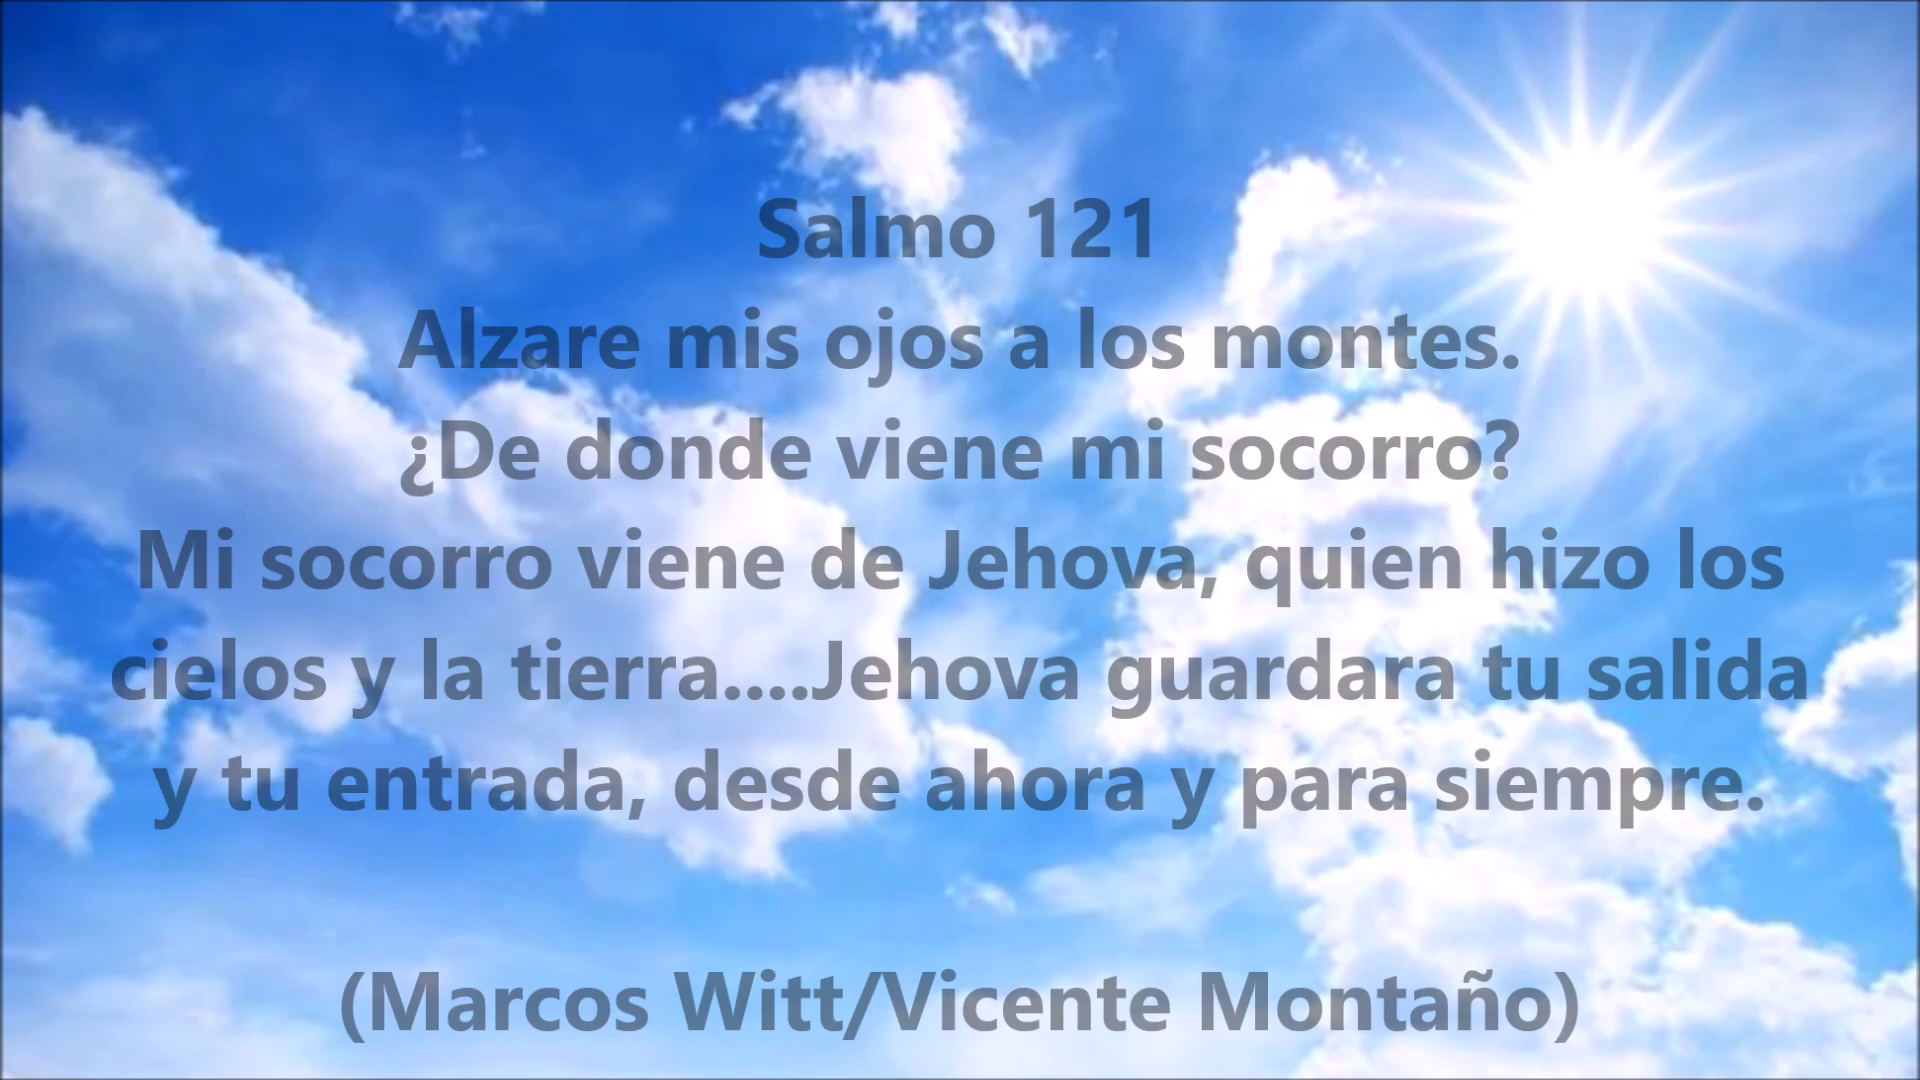 Salmo 121
Alzare mis ojos a los montes.
¿De donde viene mi socorro?
Mi socorro viene de Jehova, quien hizo los
cielos y la tierra....Jehova guardara tu salida
y tu entrada, desde ahora y para siempre.
(Marcos Witt/Vicente Montaño)